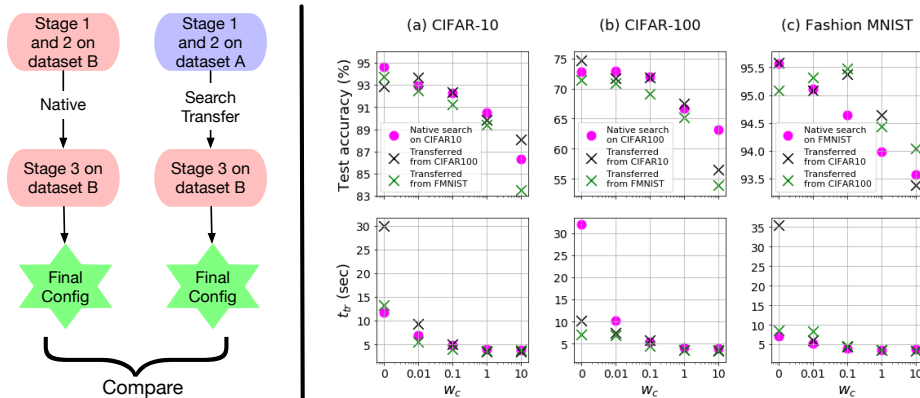 Stage 1
and 2 on
dataset B
Stage 1
and 2 on
dataset A
Native
Search
Transfer
Stage 3 on
dataset B
Stage 3 on
dataset B
Final
Config
Final
Config
Compare
(a) CIFAR-10
(b) CIFAR-100
(c) Fashion MNIST
Test accuracy (%)
95
93
91
89
87
85
83
Native search
on CIFAR10
Transferred
from CIFAR100
Transferred
from FMNIST
75
70
65
60
55
Native search
on CIFAR100
Transferred
from CIFAR10
Transferred
from FMNIST
95.5
95.0
94.5
94.0
93.5
Native search
on FMNIST
Transferred
from CIFAR10
Transferred
from CIFAR100
t_tr (sec)
30
25
20
15
10
5
0 0.01 0.1 1 10
w_c
30
25
20
15
10
5
0 0.01 0.1 1 10
w_c
35
30
25
20
15
10
5
0 0.01 0.1 1 10
w_c